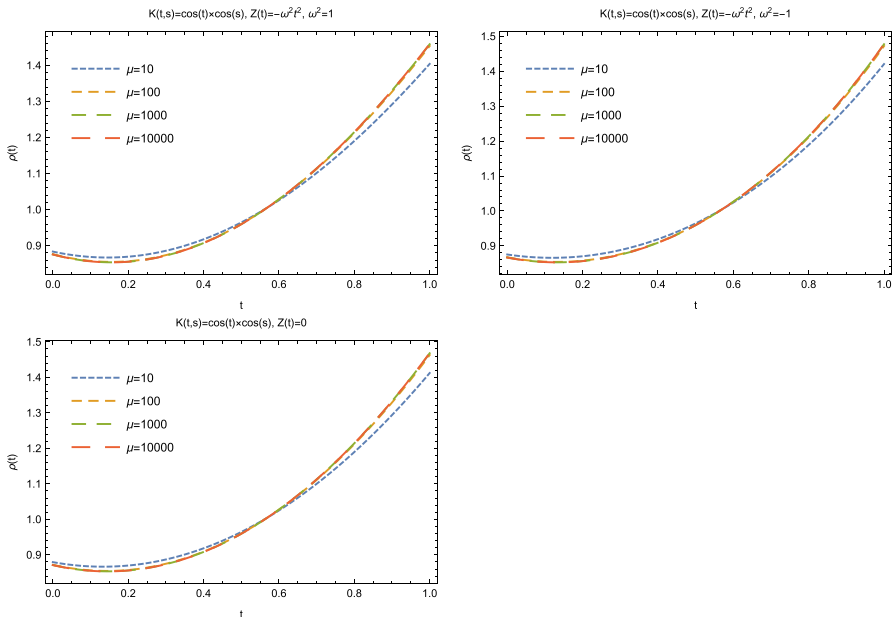 K(t,s)=cos(t)×cos(s), Z(t)=−ω²t², ω²=1
1.4
1.3
1.2
1.1
1.0
0.9
ρ(t)
μ=10
μ=100
μ=1000
μ=10000
0.0 0.2 0.4 0.6 0.8 1.0
t
K(t,s)=cos(t)×cos(s), Z(t)=−ω²t², ω²=−1
1.5
1.4
1.3
1.2
1.1
1.0
0.9
ρ(t)
μ=10
μ=100
μ=1000
μ=10000
0.0 0.2 0.4 0.6 0.8 1.0
t
K(t,s)=cos(t)×cos(s), Z(t)=0
1.5
1.4
1.3
1.2
1.1
1.0
0.9
ρ(t)
μ=10
μ=100
μ=1000
μ=10000
0.0 0.2 0.4 0.6 0.8 1.0
t